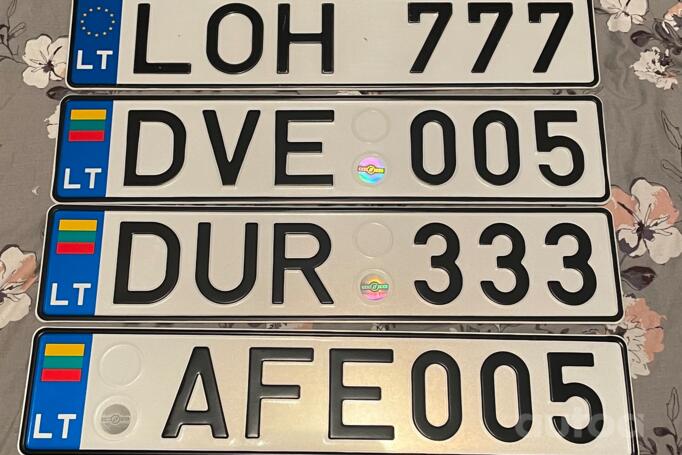 LT LOH 777
LT DVE 005
LT DUR 333
LT AFE 005